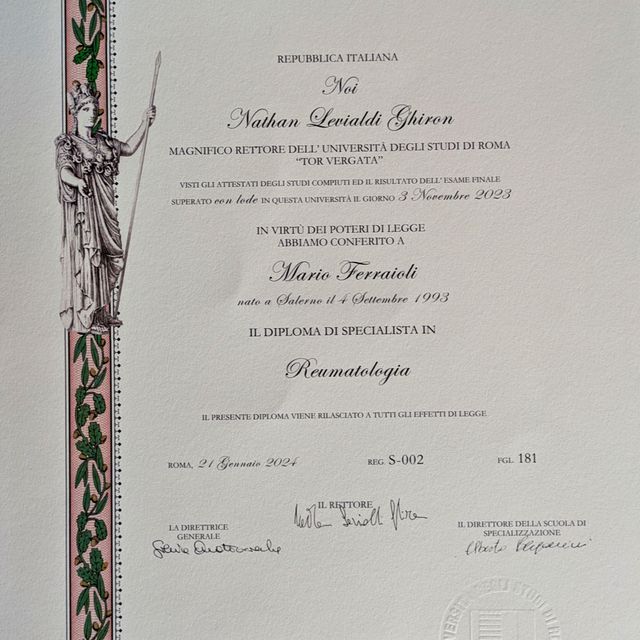 REPUBBLICA ITALIANA
Noi
Nathan Levialdi Ghiron
MAGNIFICO RETTORE DELL' UNIVERSITÀ DEGLI STUDI DI ROMA
"TOR VERGATA"
VISTI GLI ATTESTATI DEGLI STUDI COMPIUTI ED IL RISULTATO DELL' ESAME FINALE
SUPERATO con lode IN QUESTA UNIVERSITÀ IL GIORNO 3 Novembre 2023
IN VIRTÙ DEI POTERI DI LEGGE
ABBIAMO CONFERITO A
Mario Ferraioli
nato a Salerno il 4 Settembre 1993
IL DIPLOMA DI SPECIALISTA IN
Reumatologia
IL PRESENTE DIPLOMA VIENE RILASCIATO A TUTTI GLI EFFETTI DI LEGGE
ROMA, 21 Gennaio 2024 REG. S-002 FGL. 181
IL RETTORE
LA DIRETTRICE
GENERALE
IL DIRETTORE DELLA SCUOLA DI
SPECIALIZZAZIONE